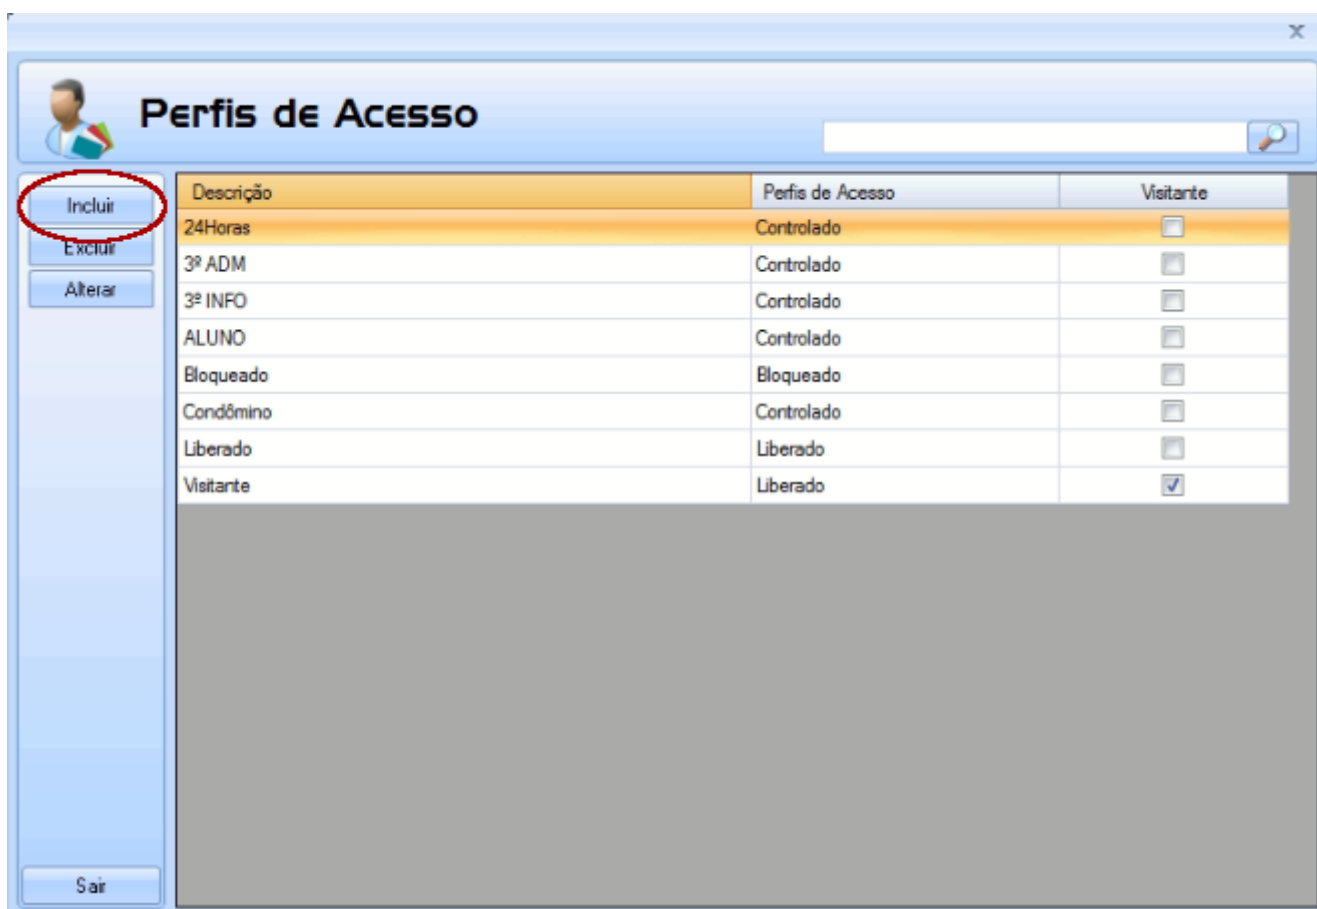 Perfis de Acesso
Incluir
Excluir
Alterar
Descrição Perfis de Acesso Visitante
24Horas Controlado
3º ADM Controlado
3º INFO Controlado
ALUNO Controlado
Bloqueado Bloqueado
Condômino Controlado
Liberado Liberado
Visitante Liberado
Sair